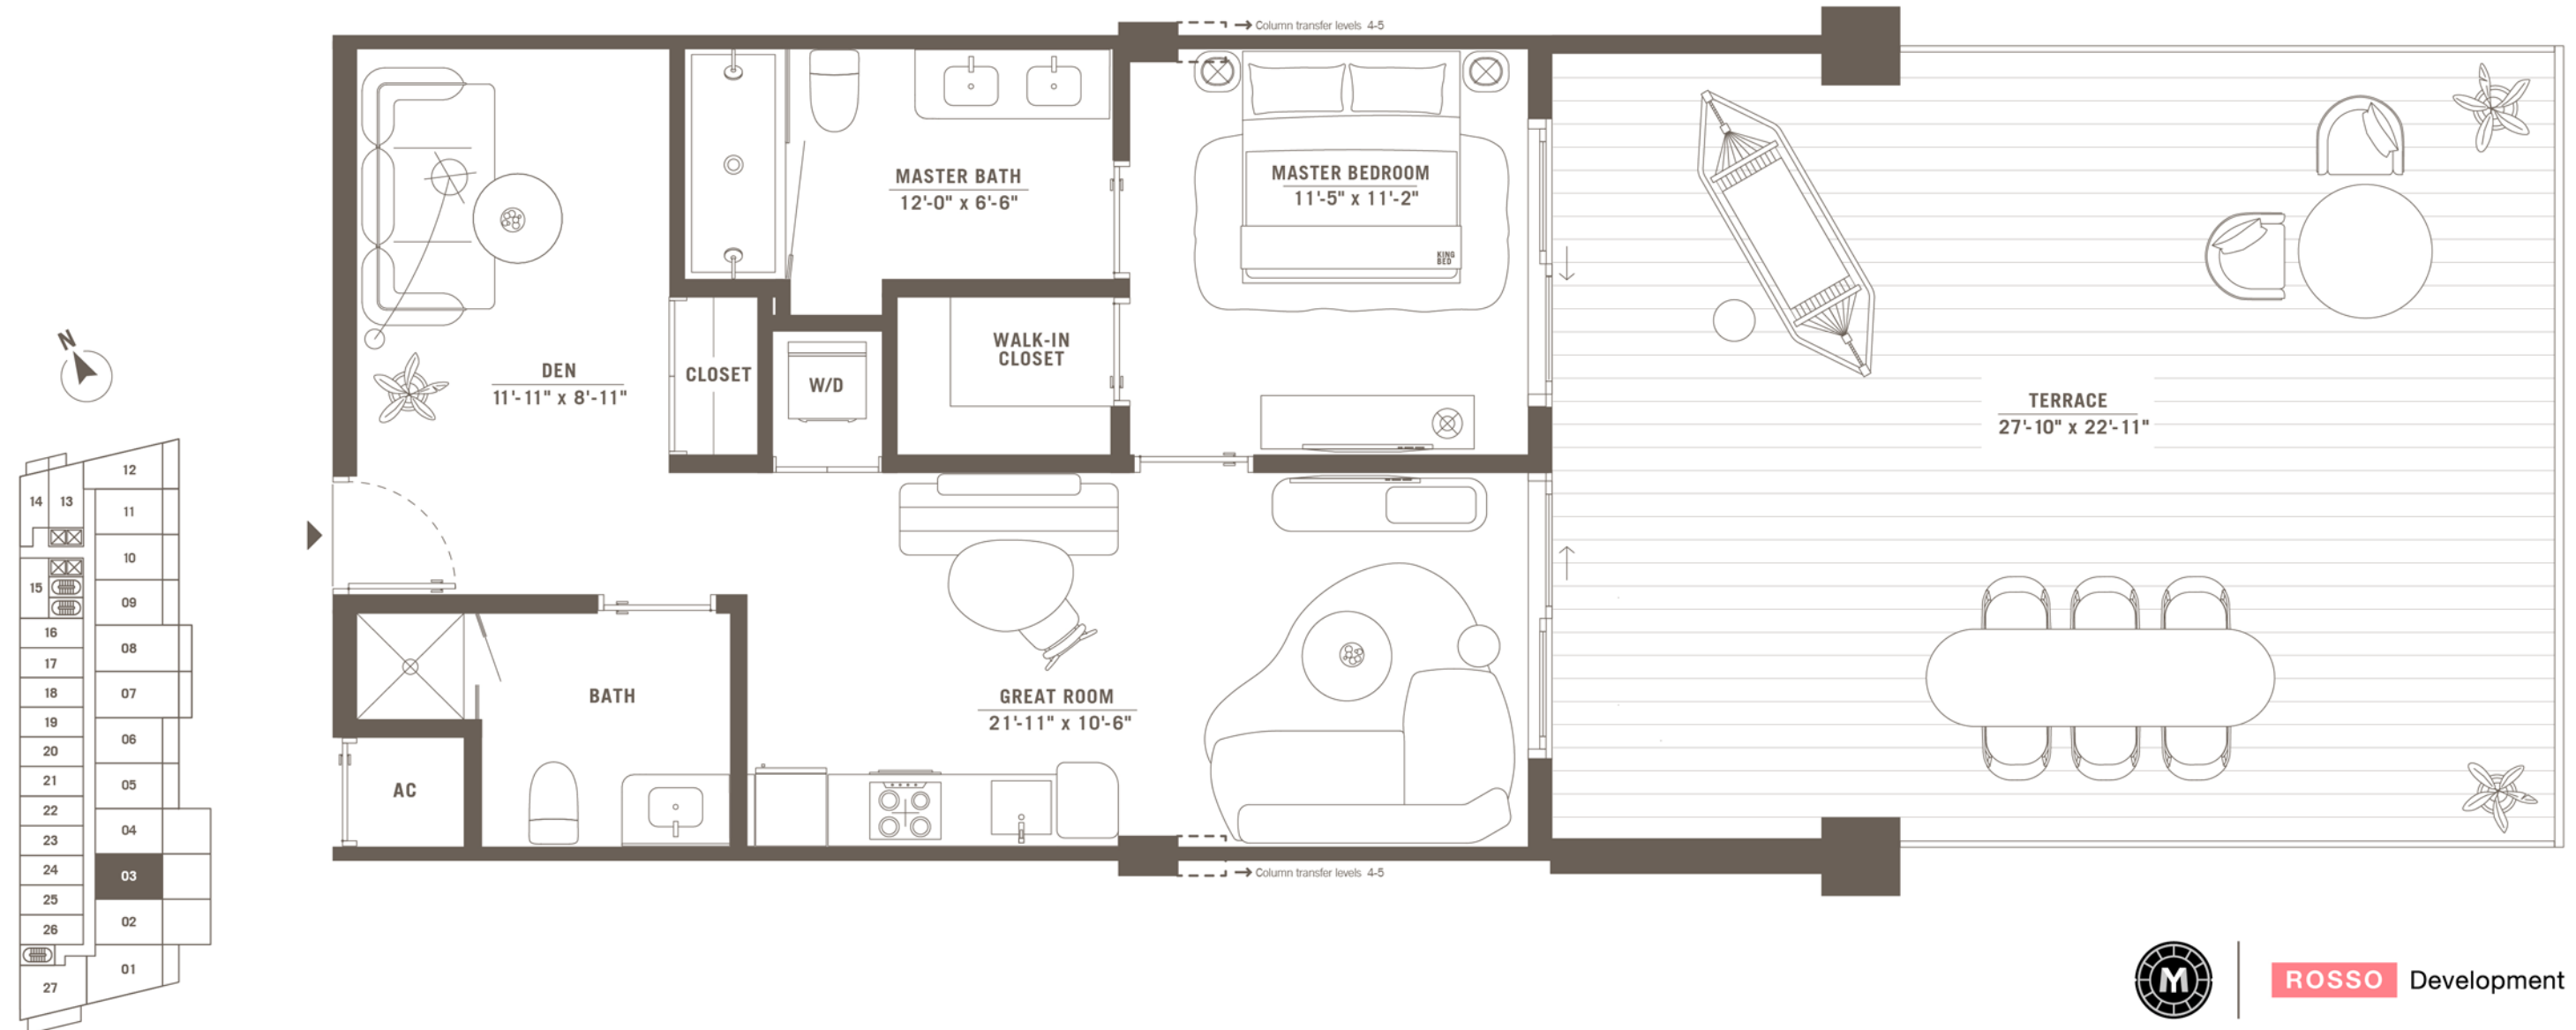 Column transfer levels 4-5
MASTER BATH
12'-0" x 6'-6"
MASTER BEDROOM
11'-5" x 11'-2"
KING
BED
WALK-IN
CLOSET
DEN
11'-11" x 8'-11"
CLOSET
W/D
TERRACE
27'-10" x 22'-11"
BATH
GREAT ROOM
21'-11" x 10'-6"
AC
Column transfer levels 4-5
N
12
14
13
11
10
15
09
16
08
17
07
18
19
06
20
21
05
22
04
23
24
03
25
02
26
01
27
M
ROSSO Development